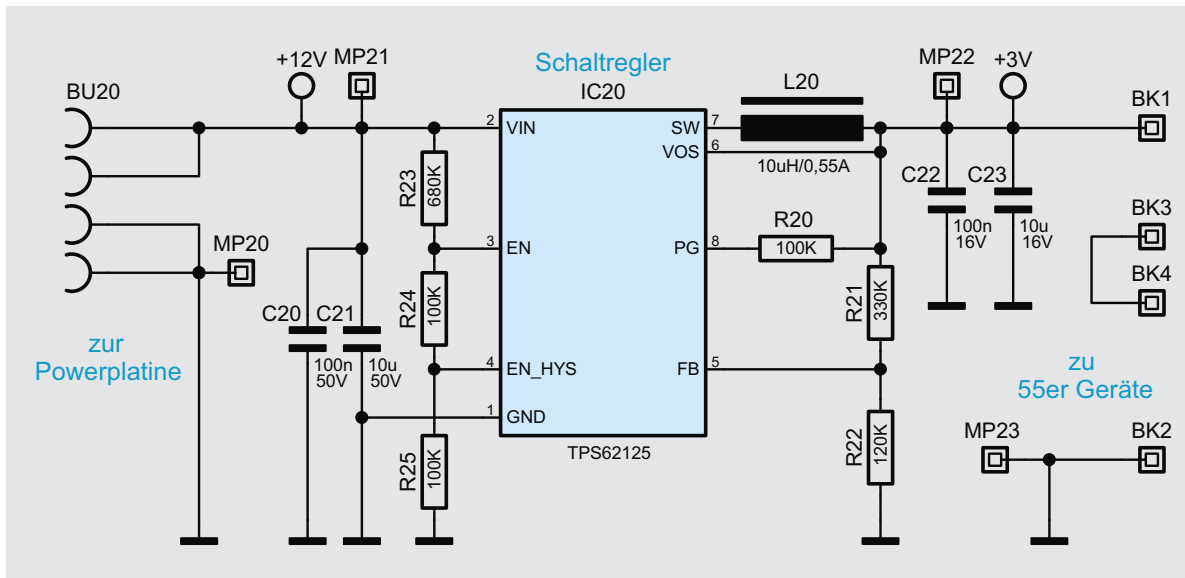 BU20
+12V
MP21
Schaltregler
IC20
L20
MP22
+3V
BK1
2
VIN
SW
7
VOS
6
10uH/0,55A
R23
680K
C22
100n
16V
C23
10u
16V
BK3
BK4
MP20
3
EN
PG
8
R20
100K
R24
100K
R21
330K
C20
100n
50V
C21
10u
50V
zur
Powerplatine
4
EN_HYS
FB
5
zu
55er Geräte
1
GND
TPS62125
R25
100K
R22
120K
MP23
BK2